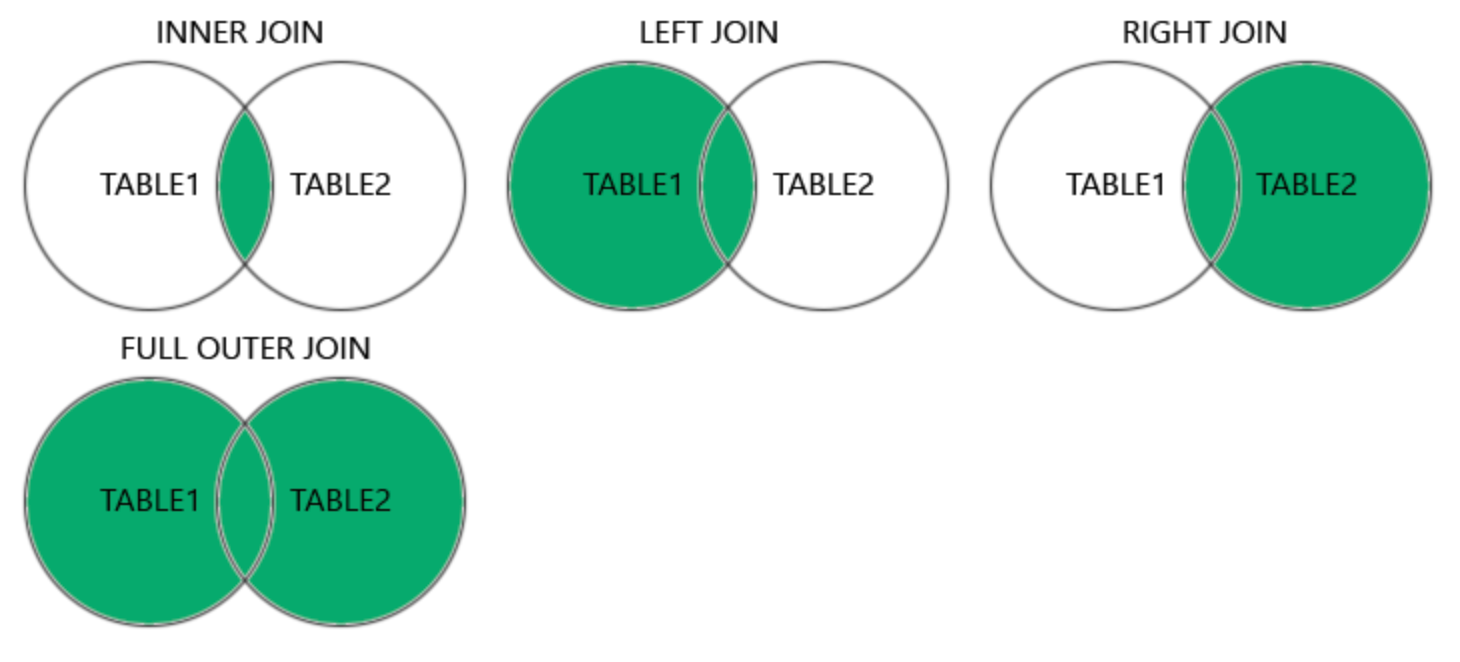 INNER JOIN
TABLE1
TABLE2
LEFT JOIN
TABLE1
TABLE2
RIGHT JOIN
TABLE1
TABLE2
FULL OUTER JOIN
TABLE1
TABLE2